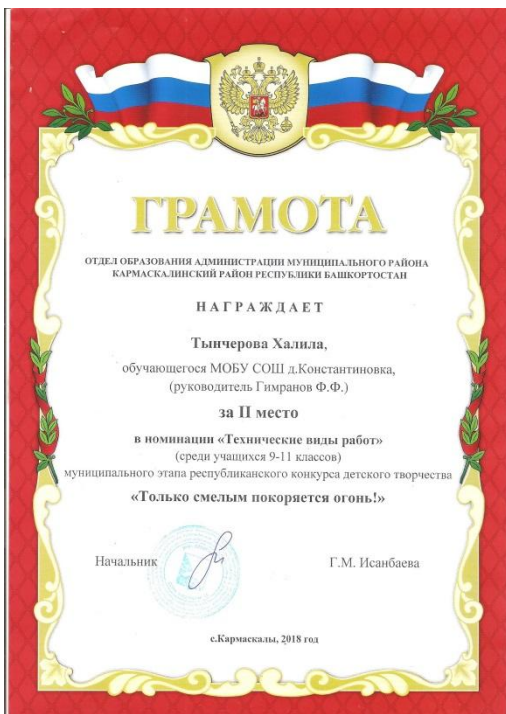 ГРАМОТА
ОТДЕЛ ОБРАЗОВАНИЯ АДМИНИСТРАЦИИ МУНИЦИПАЛЬНОГО РАЙОНА
КАРМАСКАЛИНСКИЙ РАЙОН РЕСПУБЛИКИ БАШКОРТОСТАН
НАГРАЖДАЕТ
Тынчерова Халила,
обучающегося МОБУ СОШ д.Константиновка,
(руководитель Гимранов Ф.Ф.)
за II место
в номинации «Технические виды работ»
(среди учащихся 9-11 классов)
муниципального этапа республиканского конкурса детского творчества
«Только смелым покоряется огонь!»
Начальник Г.М. Исанбаева
с.Кармаскалы, 2018 год